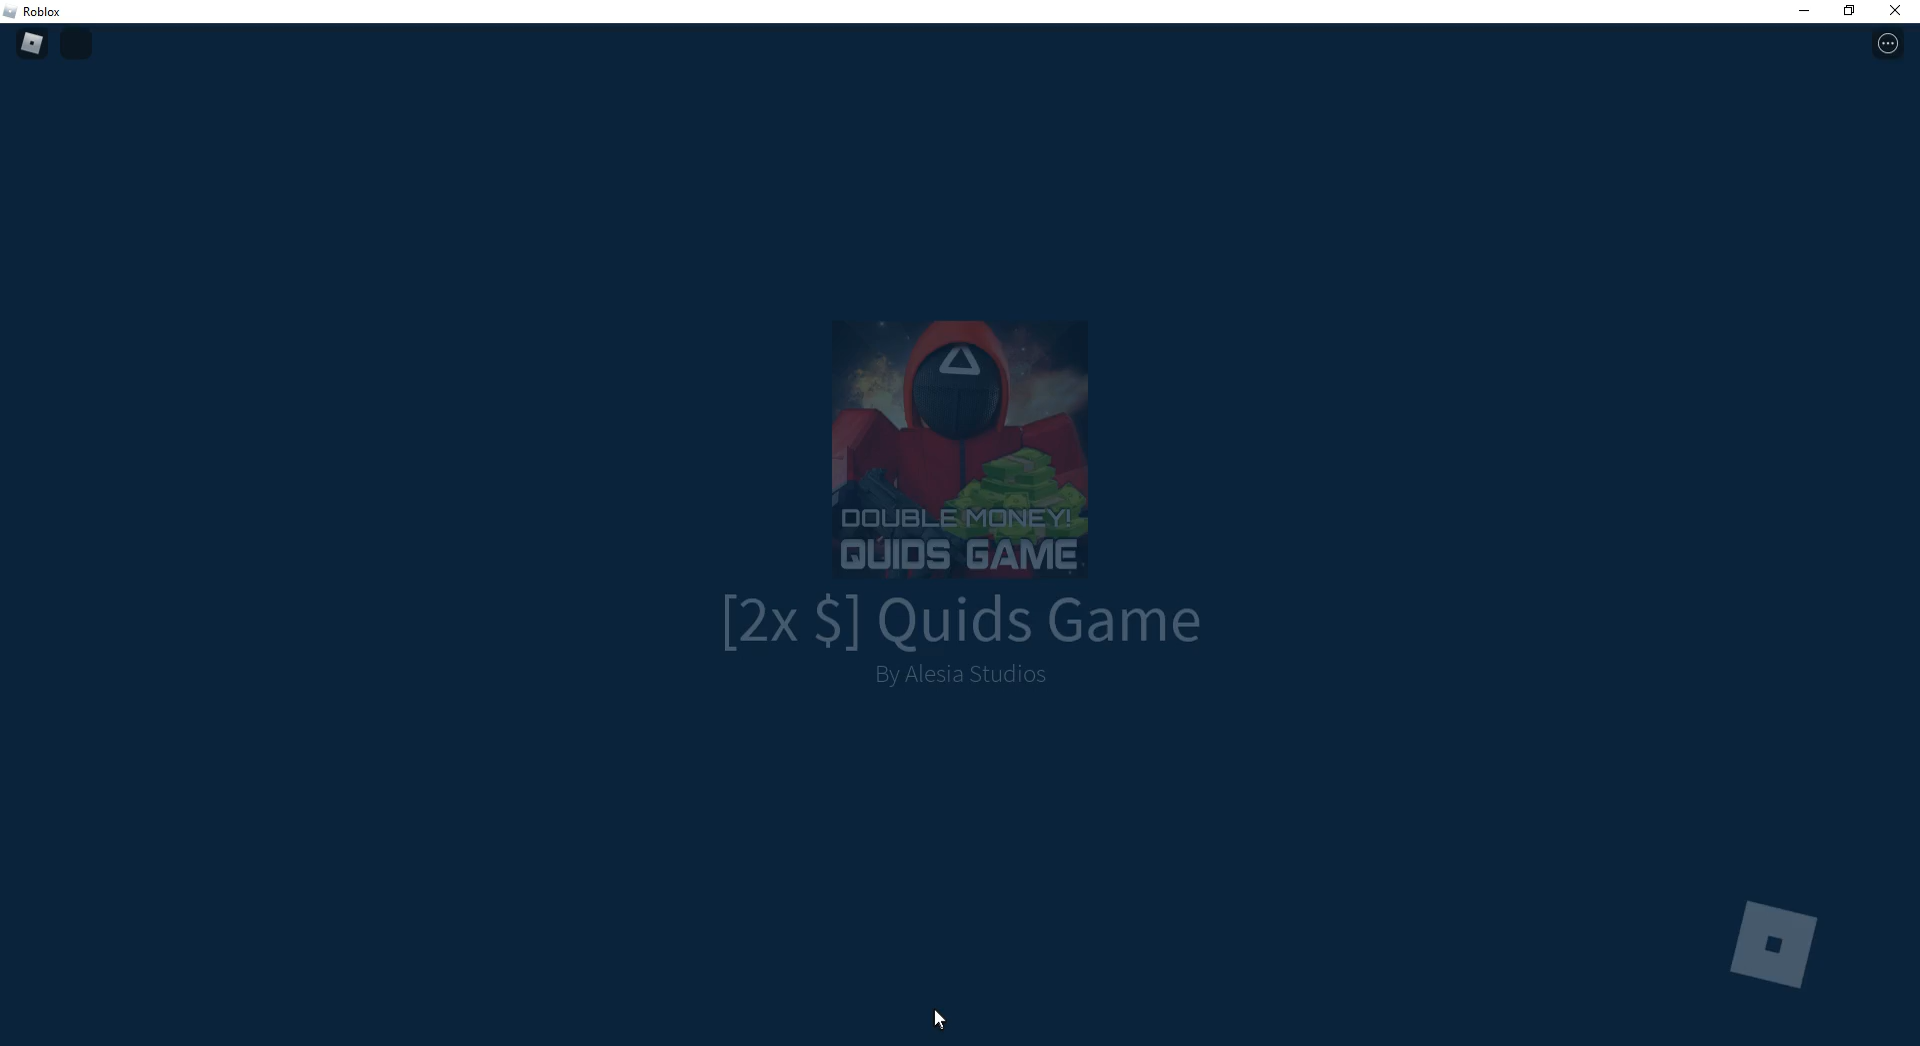 Roblox
DOUBLE MONEY!
QUIDS GAME
[2x $] Quids Game
By Alesia Studios